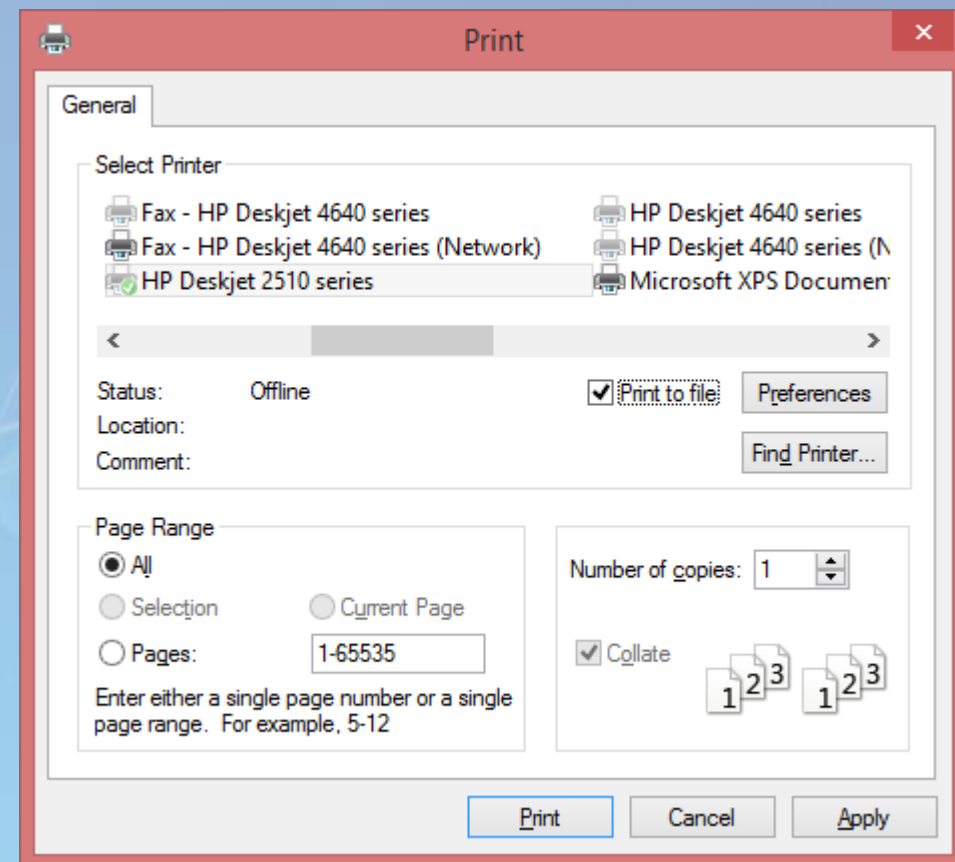 Print
General
Select Printer
Fax - HP Deskjet 4640 series
HP Deskjet 4640 series
Fax - HP Deskjet 4640 series (Network)
HP Deskjet 4640 series (N
HP Deskjet 2510 series
Microsoft XPS Documen
Status: Offline
Print to file
Preferences
Location:
Comment:
Find Printer...
Page Range
All
Number of copies: 1
Selection
Current Page
Pages: 1-65535
Collate
1 2 3 1 2 3
Enter either a single page number or a single
page range. For example, 5-12
Print
Cancel
Apply